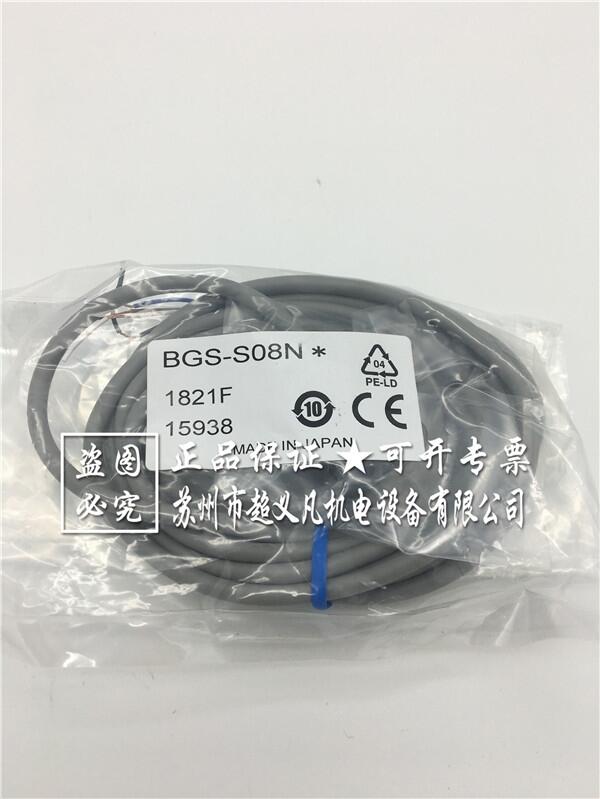 BGS-S08N *
1821F
15938
MADE IN JAPAN
04
PE-LD
10
CE
盗图必究
正品保证 ★ 可开专票
苏州市超义凡机电设备有限公司